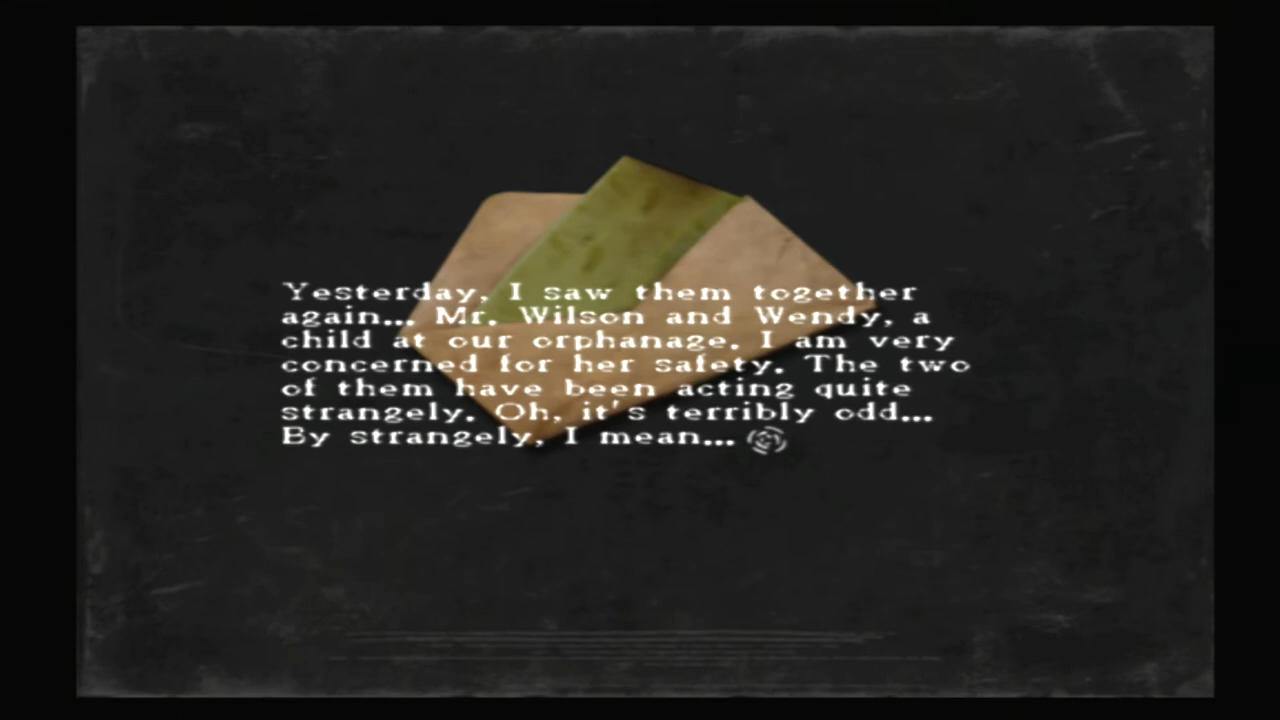 Yesterday, I saw them together
again... Mr. Wilson and Wendy, a
child at our orphanage. I am very
concerned for her safety. The two
of them have been acting quite
strangely. Oh, it's terribly odd...
By strangely, I mean...